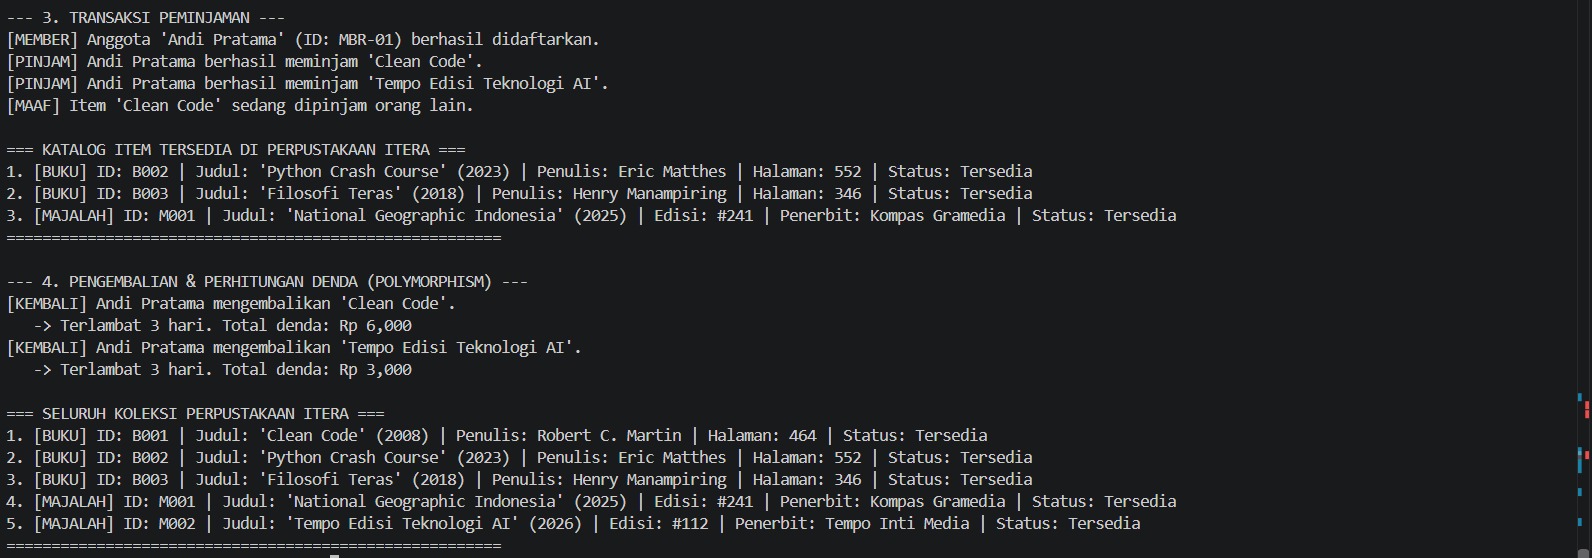 --- 3. TRANSAKSI PEMINJAMAN ---
[MEMBER] Anggota 'Andi Pratama' (ID: MBR-01) berhasil didaftarkan.
[PINJAM] Andi Pratama berhasil meminjam 'Clean Code'.
[PINJAM] Andi Pratama berhasil meminjam 'Tempo Edisi Teknologi AI'.
[MAAF] Item 'Clean Code' sedang dipinjam orang lain.
=== KATALOG ITEM TERSEDIA DI PERPUSTAKAAN ITERA ===
1. [BUKU] ID: B002 | Judul: 'Python Crash Course' (2023) | Penulis: Eric Matthes | Halaman: 552 | Status: Tersedia
2. [BUKU] ID: B003 | Judul: 'Filosofi Teras' (2018) | Penulis: Henry Manampiring | Halaman: 346 | Status: Tersedia
3. [MAJALAH] ID: M001 | Judul: 'National Geographic Indonesia' (2025) | Edisi: #241 | Penerbit: Kompas Gramedia | Status: Tersedia
=======================================================
--- 4. PENGEMBALIAN & PERHITUNGAN DENDA (POLYMORPHISM) ---
[KEMBALI] Andi Pratama mengembalikan 'Clean Code'.
-> Terlambat 3 hari. Total denda: Rp 6,000
[KEMBALI] Andi Pratama mengembalikan 'Tempo Edisi Teknologi AI'.
-> Terlambat 3 hari. Total denda: Rp 3,000
=== SELURUH KOLEKSI PERPUSTAKAAN ITERA ===
1. [BUKU] ID: B001 | Judul: 'Clean Code' (2008) | Penulis: Robert C. Martin | Halaman: 464 | Status: Tersedia
2. [BUKU] ID: B002 | Judul: 'Python Crash Course' (2023) | Penulis: Eric Matthes | Halaman: 552 | Status: Tersedia
3. [BUKU] ID: B003 | Judul: 'Filosofi Teras' (2018) | Penulis: Henry Manampiring | Halaman: 346 | Status: Tersedia
4. [MAJALAH] ID: M001 | Judul: 'National Geographic Indonesia' (2025) | Edisi: #241 | Penerbit: Kompas Gramedia | Status: Tersedia
5. [MAJALAH] ID: M002 | Judul: 'Tempo Edisi Teknologi AI' (2026) | Edisi: #112 | Penerbit: Tempo Inti Media | Status: Tersedia
=======================================================